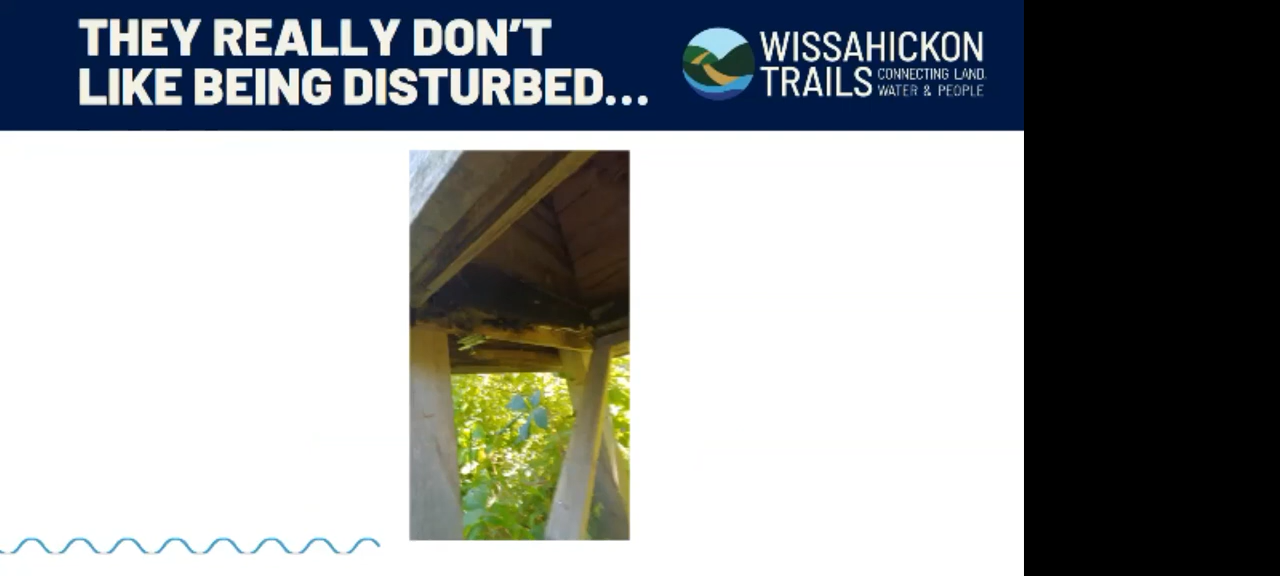 THEY REALLY DON'T
LIKE BEING DISTURBED...
WISSAHICKON
TRAILS CONNECTING LAND,
WATER & PEOPLE